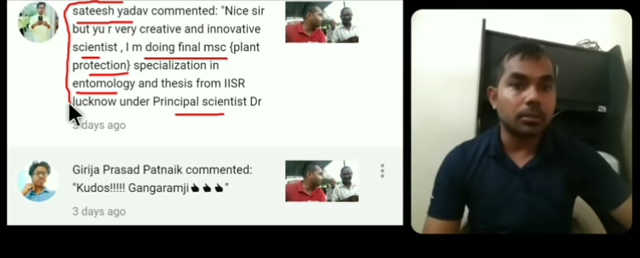 sateesh yadav commented: "Nice sir
but yu r very creative and innovative
scientist , I m doing final msc {plant
protection} specialization in
entomology and thesis from IISR
lucknow under Principal scientist Dr
3 days ago
Girija Prasad Patnaik commented:
"Kudos!!!!! Gangaramji👍👍👍"
3 days ago